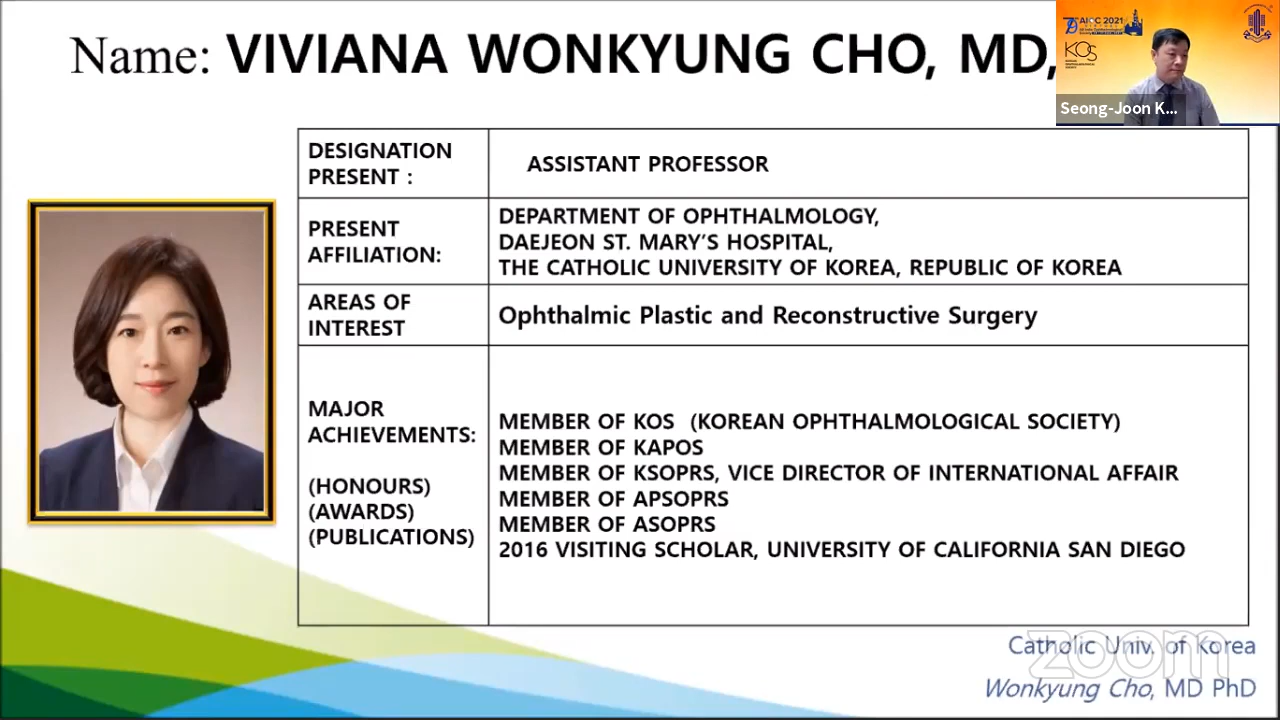 Name: VIVIANA WONKYUNG CHO, MD,
AIOC 2021
KOS
Seong-Joon K...
DESIGNATION
PRESENT :
ASSISTANT PROFESSOR
PRESENT
AFFILIATION:
DEPARTMENT OF OPHTHALMOLOGY,
DAEJEON ST. MARY'S HOSPITAL,
THE CATHOLIC UNIVERSITY OF KOREA, REPUBLIC OF KOREA
AREAS OF
INTEREST
Ophthalmic Plastic and Reconstructive Surgery
MAJOR
ACHIEVEMENTS:
(HONOURS)
(AWARDS)
(PUBLICATIONS)
MEMBER OF KOS (KOREAN OPHTHALMOLOGICAL SOCIETY)
MEMBER OF KAPOS
MEMBER OF KSOPRS, VICE DIRECTOR OF INTERNATIONAL AFFAIR
MEMBER OF APSOPRS
MEMBER OF ASOPRS
2016 VISITING SCHOLAR, UNIVERSITY OF CALIFORNIA SAN DIEGO
Catholic Univ. of Korea
zoom
Wonkyung Cho, MD PhD